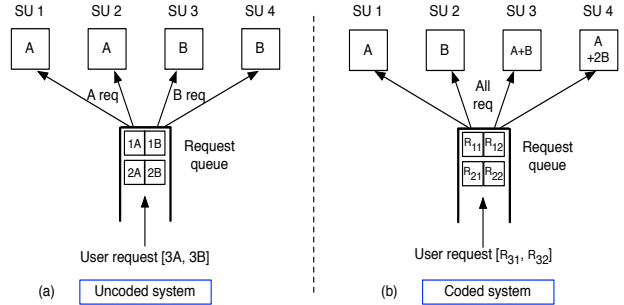 SU 1 SU 2 SU 3 SU 4
A A B B
A req B req
1A 1B
2A 2B
Request
queue
User request [3A, 3B]
(a) Uncoded system
SU 1 SU 2 SU 3 SU 4
A B A+B A
+2B
All
req
R11 R12
R21 R22
Request
queue
User request [R31, R32]
(b) Coded system